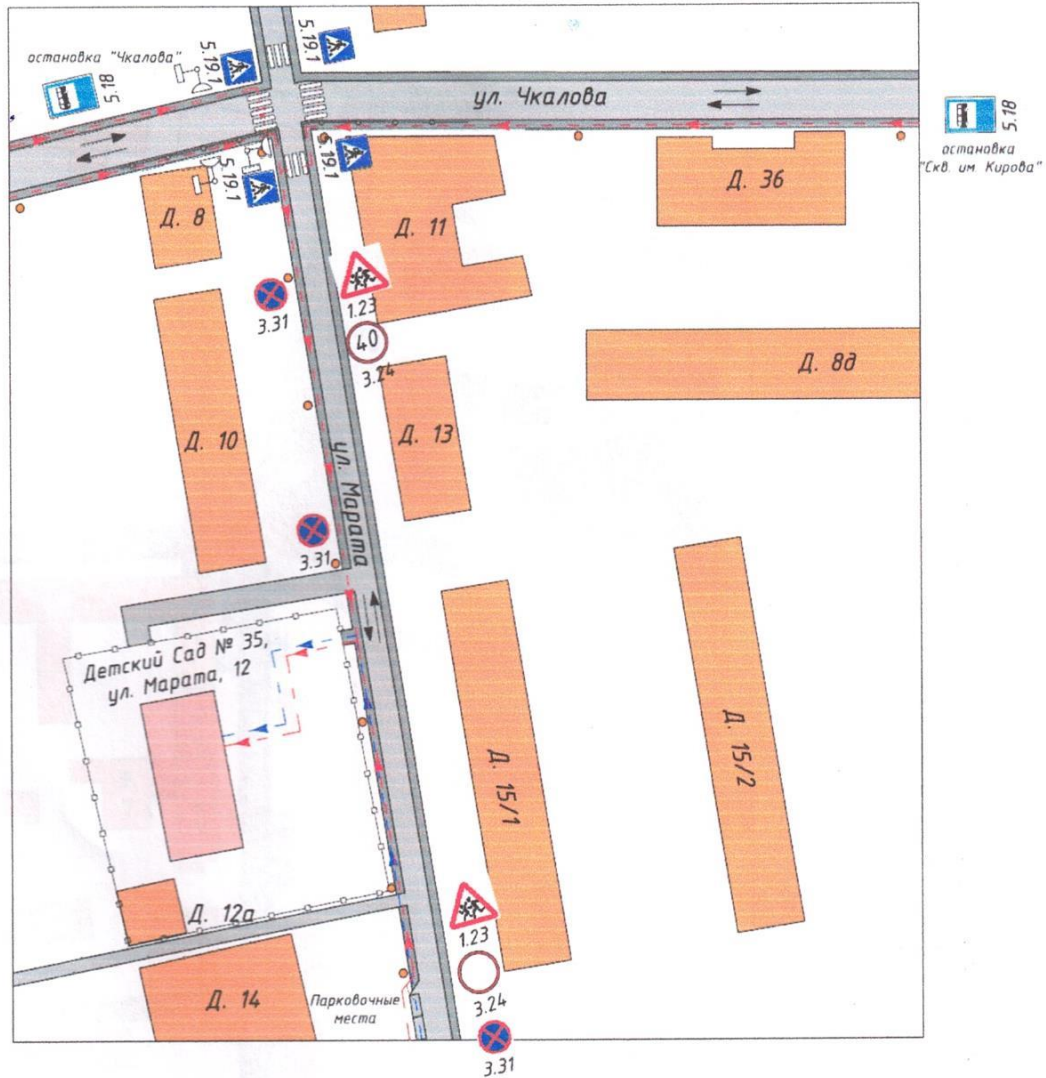 остановка "Чкалова"
5.18
5.19.1
5.19.1
ул. Чкалова
5.18
остановка
"Скв. им. Кирова"
5.19.1
5.19.1
Д. 8
Д. 11
Д. 36
1.23
3.31
40
3.24
Д. 8д
Д. 10
Д. 13
ул. Марата
3.31
Детский Сад № 35,
ул. Марата, 12
Д. 15/1
Д. 15/2
Д. 12а
1.23
Д. 14
Парковочные
места
3.24
3.31